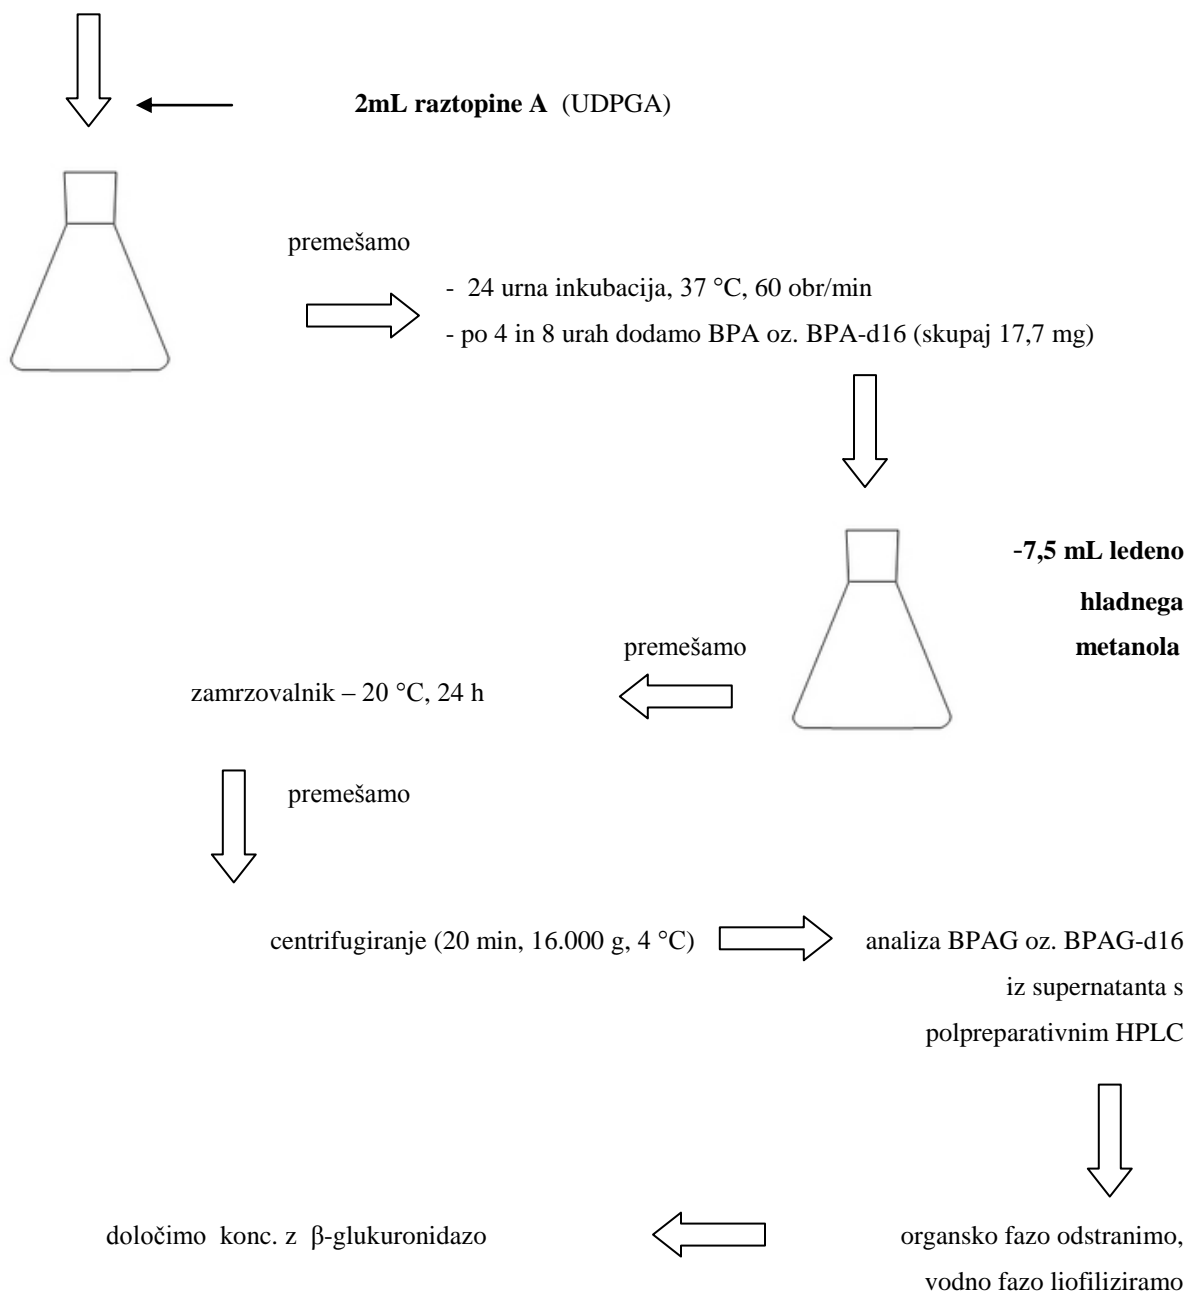 2mL raztopine A (UDPGA)
premešamo
- 24 urna inkubacija, 37 °C, 60 obr/min
- po 4 in 8 urah dodamo BPA oz. BPA-d16 (skupaj 17,7 mg)
-7,5 mL ledeno
hladnega
metanola
premešamo
zamrzovalnik – 20 °C, 24 h
premešamo
centrifugiranje (20 min, 16.000 g, 4 °C)
analiza BPAG oz. BPAG-d16
iz supernatanta s
polpreparativnim HPLC
organsko fazo odstranimo,
vodno fazo liofiliziramo
določimo konc. z β-glukuronidazo